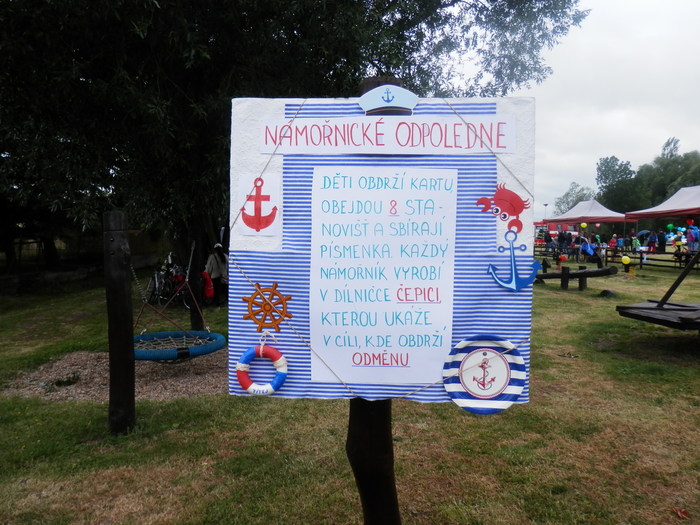 NÁMOŘNICKÉ ODPOLEDNE
DĚTI OBDRŽÍ KARTU,
OBEJDOU 8 STA-
NOVIŠŤ A SBÍRAJÍ
PÍSMENKA. KAŽDÝ
NÁMOŘNÍK VYROBÍ
V DÍLNIČCE ČEPICI,
KTEROU UKÁŽE
V CÍLI, KDE OBDRŽÍ
ODMĚNU